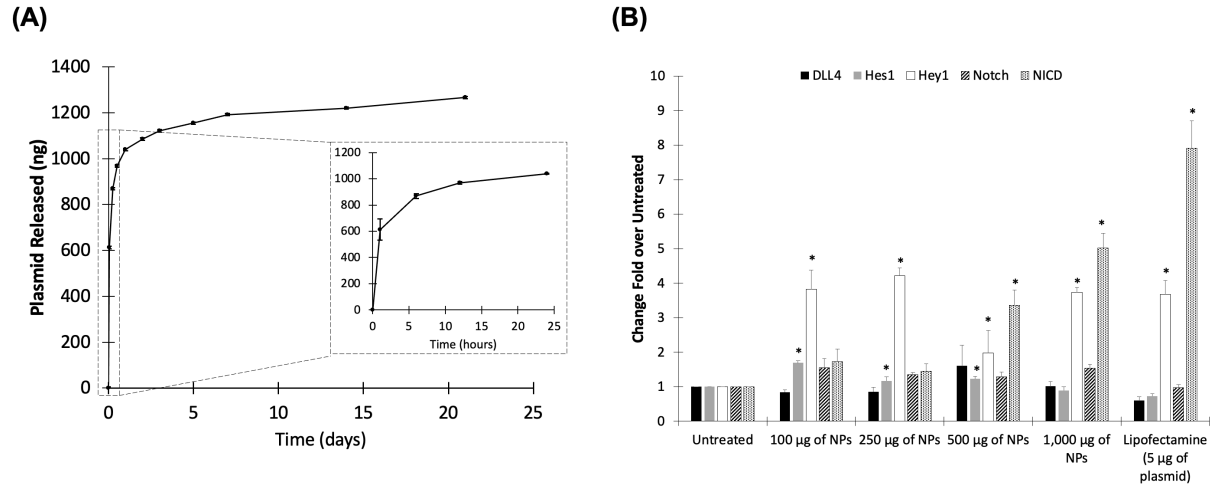 (A)
Plasmid Released (ng)
1400
1200
1000
800
600
400
200
0
0 5 10 15 20 25
Time (days)
1200
1000
800
600
400
200
0
0 5 10 15 20 25
Time (hours)
(B)
DLL4 Hes1 Hey1 Notch NICD
Change Fold over Untreated
10
9
8
7
6
5
4
3
2
1
0
* * * * * * * * * * *
Untreated 100 μg of NPs 250 μg of NPs 500 μg of NPs 1,000 μg of NPs Lipofectamine (5 μg of plasmid)